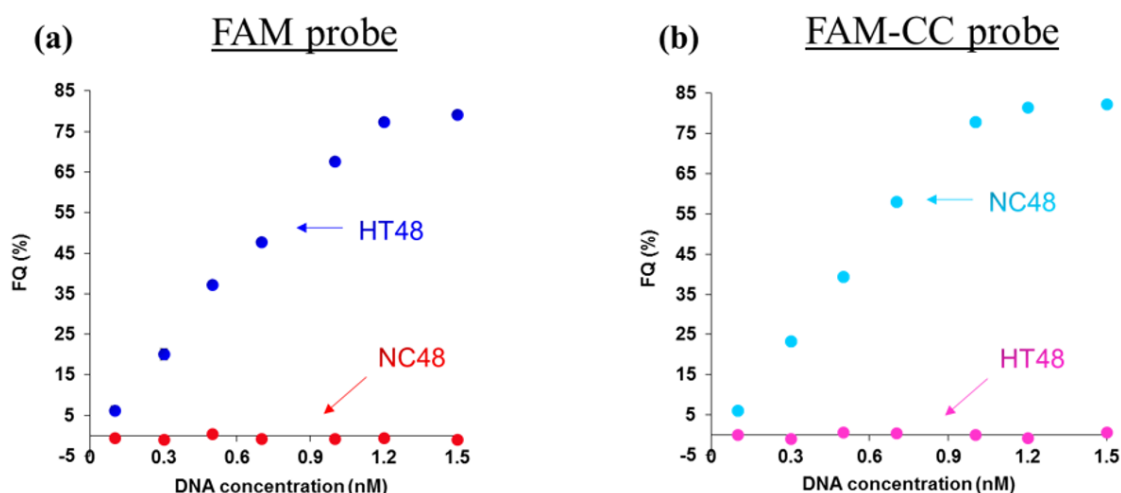 (a) FAM probe
85
75
65
55
45
35
25
15
5
-5
FQ (%)
HT48
NC48
0 0.3 0.6 0.9 1.2 1.5
DNA concentration (nM)
(b) FAM-CC probe
85
75
65
55
45
35
25
15
5
-5
FQ (%)
NC48
HT48
0 0.3 0.6 0.9 1.2 1.5
DNA concentration (nM)